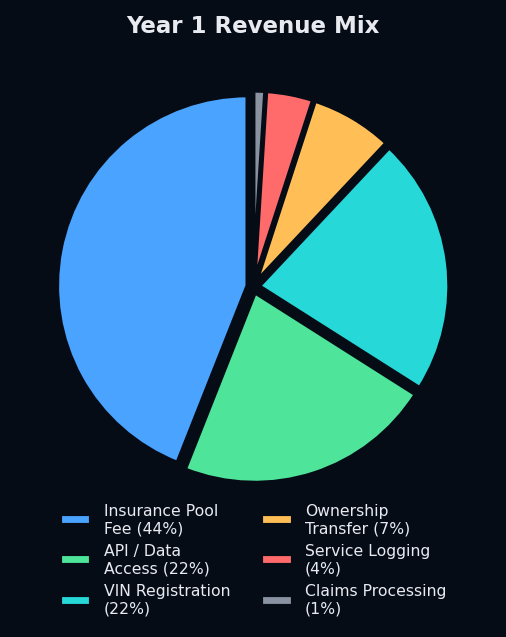 Year 1 Revenue Mix
Insurance Pool
Fee (44%)
API / Data
Access (22%)
VIN Registration
(22%)
Ownership
Transfer (7%)
Service Logging
(4%)
Claims Processing
(1%)